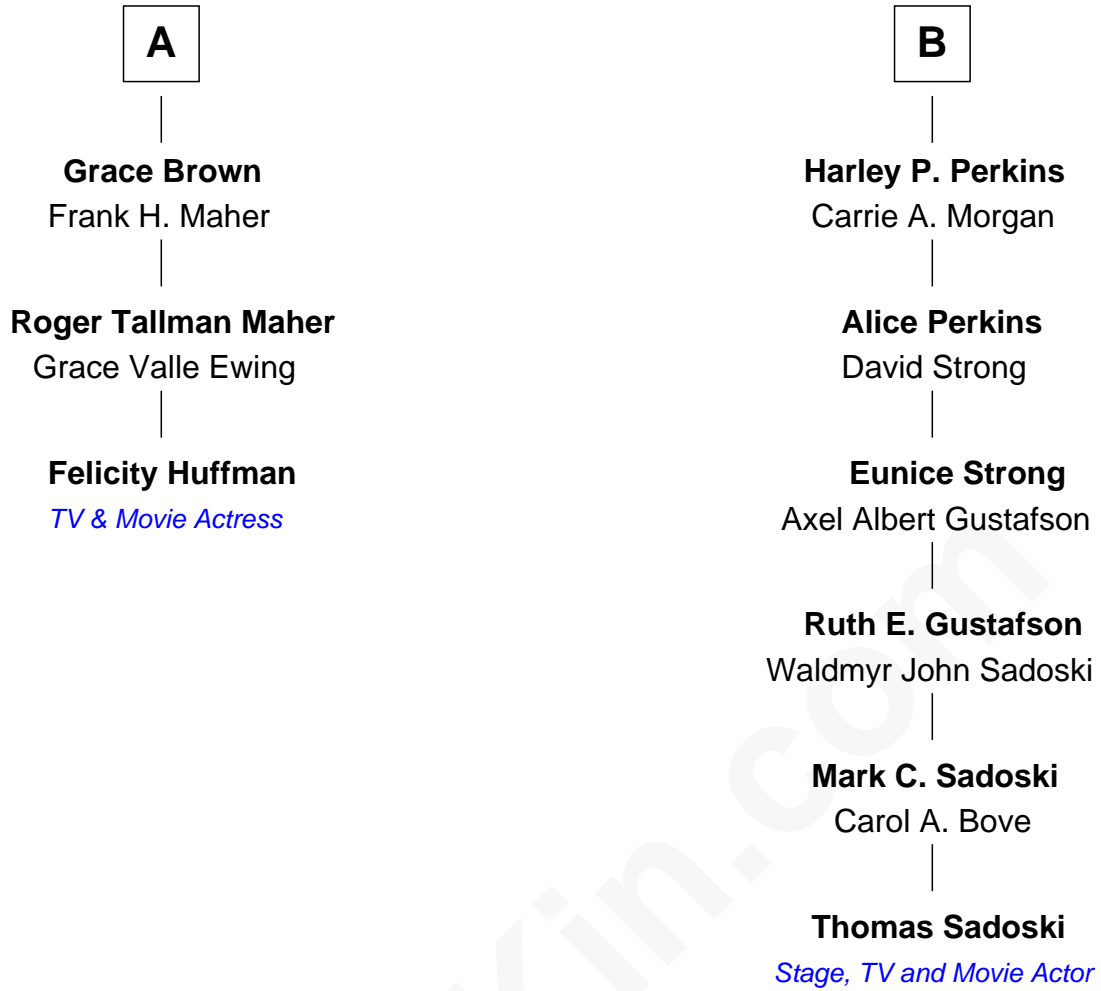 A
Grace Brown
Frank H. Maher
Roger Tallman Maher
Grace Valle Ewing
Felicity Huffman
TV & Movie Actress
B
Harley P. Perkins
Carrie A. Morgan
Alice Perkins
David Strong
Eunice Strong
Axel Albert Gustafson
Ruth E. Gustafson
Waldmyr John Sadoski
Mark C. Sadoski
Carol A. Bove
Thomas Sadoski
Stage, TV and Movie Actor
Kin.com